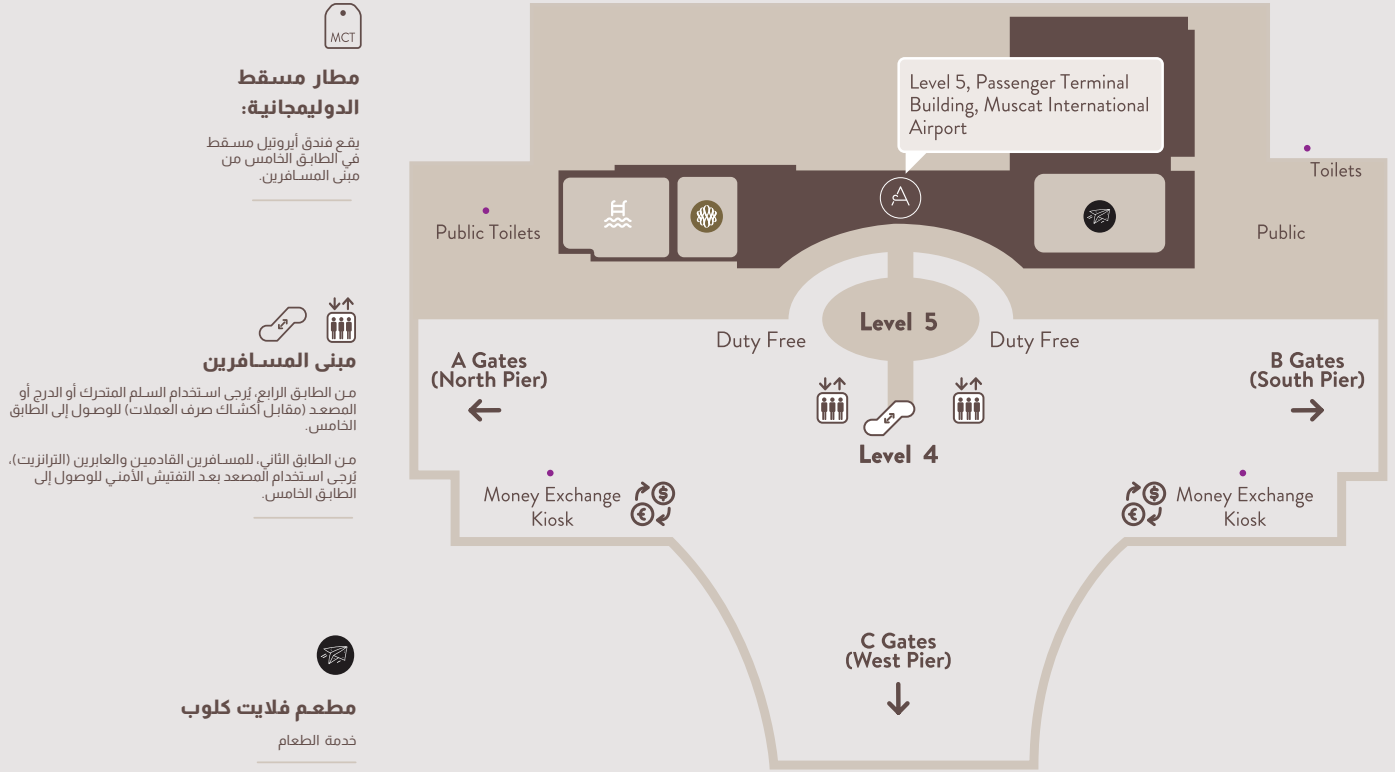 MCT
مطار مسقط
الدوليمجانية:
يقع فندق أيروتيل مسقط
في الطابق الخامس من
مبنى المسافرين.
مبنى المسافرين
من الطابق الرابع، يُرجى استخدام السلم المتحرك أو الدرج أو
المصعد (مقابل أكشاك صرف العملات) للوصول إلى الطابق
الخامس.
من الطابق الثاني، للمسافرين القادمين والعابرين (الترانزيت)،
يُرجى استخدام المصعد بعد التفتيش الأمني للوصول إلى
الطابق الخامس.
مطعم فلايت كلوب
خدمة الطعام
Level 5, Passenger Terminal
Building, Muscat International
Airport
Toilets
Public Toilets
Public
Level 5
Duty Free
Duty Free
A Gates
(North Pier)
B Gates
(South Pier)
Level 4
Money Exchange
Kiosk
$
€
$
€
Money Exchange
Kiosk
C Gates
(West Pier)